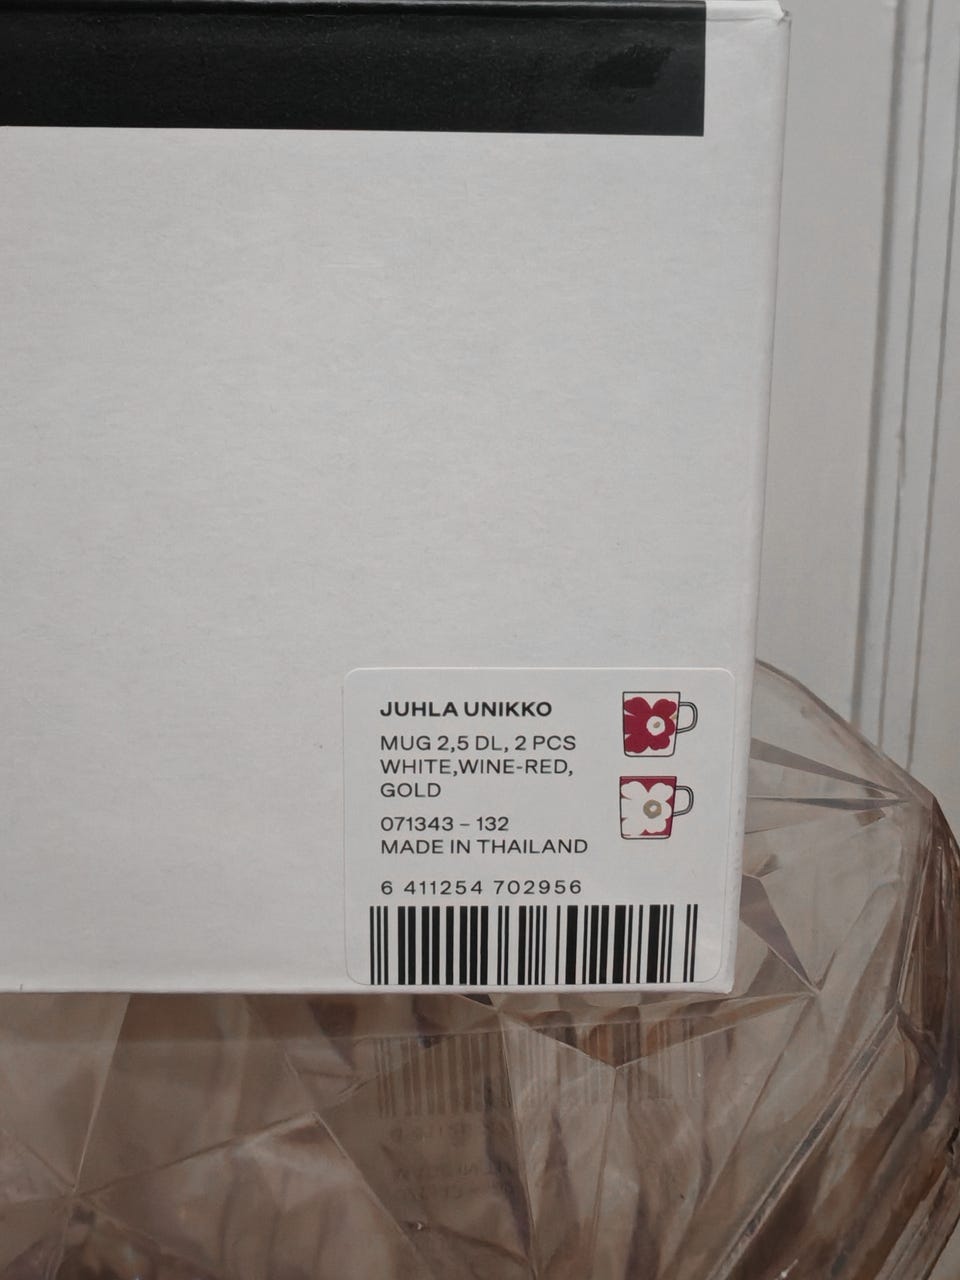 JUHLA UNIKKO
MUG 2,5 DL, 2 PCS
WHITE,WINE-RED,
GOLD
071343 – 132
MADE IN THAILAND
6 411254 702956